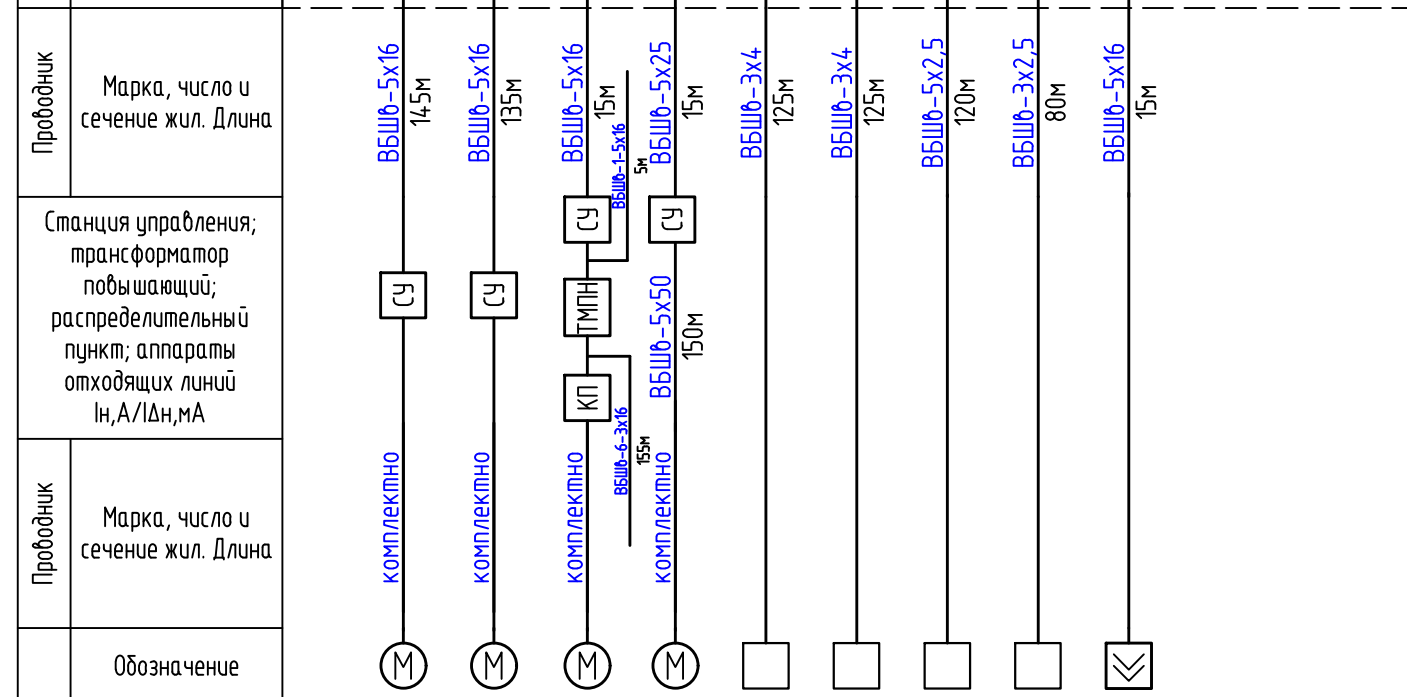 Проводник
Марка, число и
сечение жил. Длина
ВБШв-5х16
145м
ВБШв-5х16
135м
ВБШв-5х16
15м
ВБШв-1-5х16
5м
ВБШв-5х25
15м
ВБШв-3х4
125м
ВБШв-3х4
125м
ВБШв-5х2,5
120м
ВБШв-3х2,5
80м
ВБШв-5х16
15м
Станция управления;
трансформатор
повышающий;
распределительный
пункт; аппараты
отходящих линий
Iн,А/IΔн,мА
СУ
СУ
СУ
ТМПН
КП
СУ
ВБШв-5х50
150м
Проводник
Марка, число и
сечение жил. Длина
комплектно
комплектно
комплектно
ВБШв-6-3х16
155м
комплектно
Обозначение
М
М
М
М